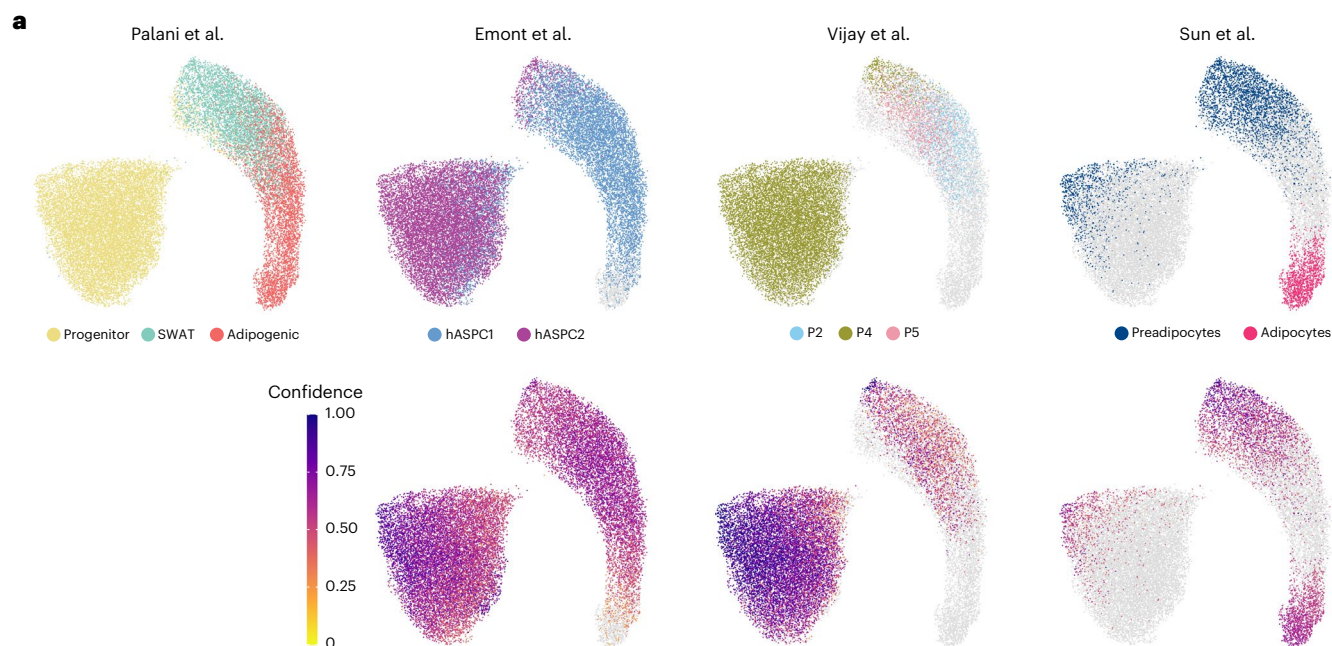 a
Palani et al.
Emont et al.
Vijay et al.
Sun et al.
Progenitor SWAT Adipogenic
hASPC1 hASPC2
P2 P4 P5
Preadipocytes Adipocytes
Confidence
1.00
0.75
0.50
0.25
0